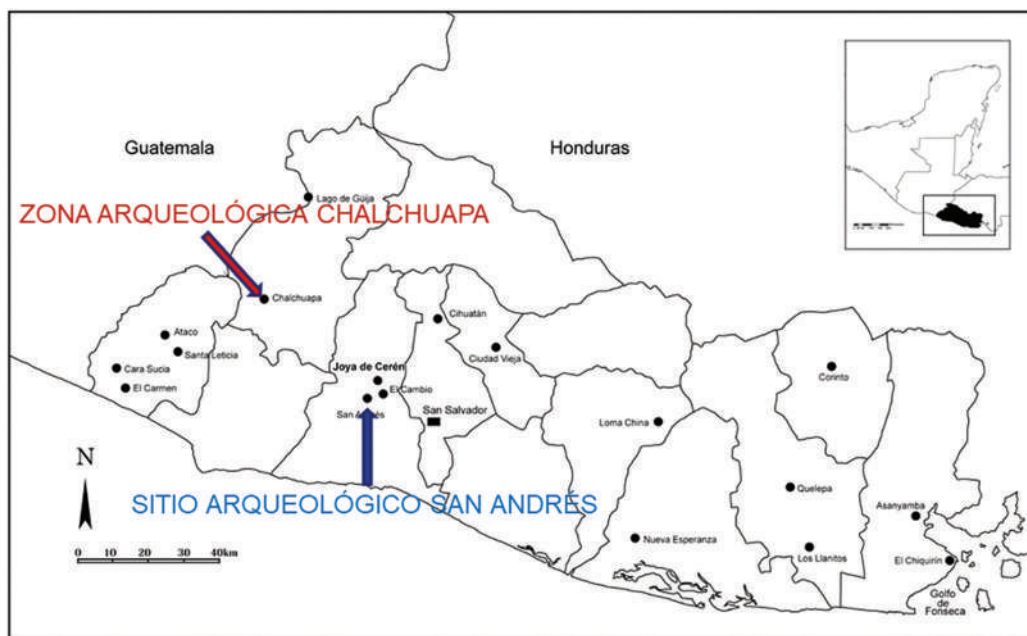 Guatemala
Honduras
Lago de Güija
ZONA ARQUEOLÓGICA CHALCHUAPA
Chalchuapa
Cihuatán
Ataco
Santa Leticia
Ciudad Vieja
Cara Sucia
Joya de Cerén
Corinto
El Carmen
El Cambio
San
San Salvador
Loma China
N
SITIO ARQUEOLÓGICO SAN ANDRÉS
Quelepa
Asanyamba
Nueva Esperanza
Los Llanitos
El Chiquirín
0 10 20 40km
Golfo
de
Fonseca